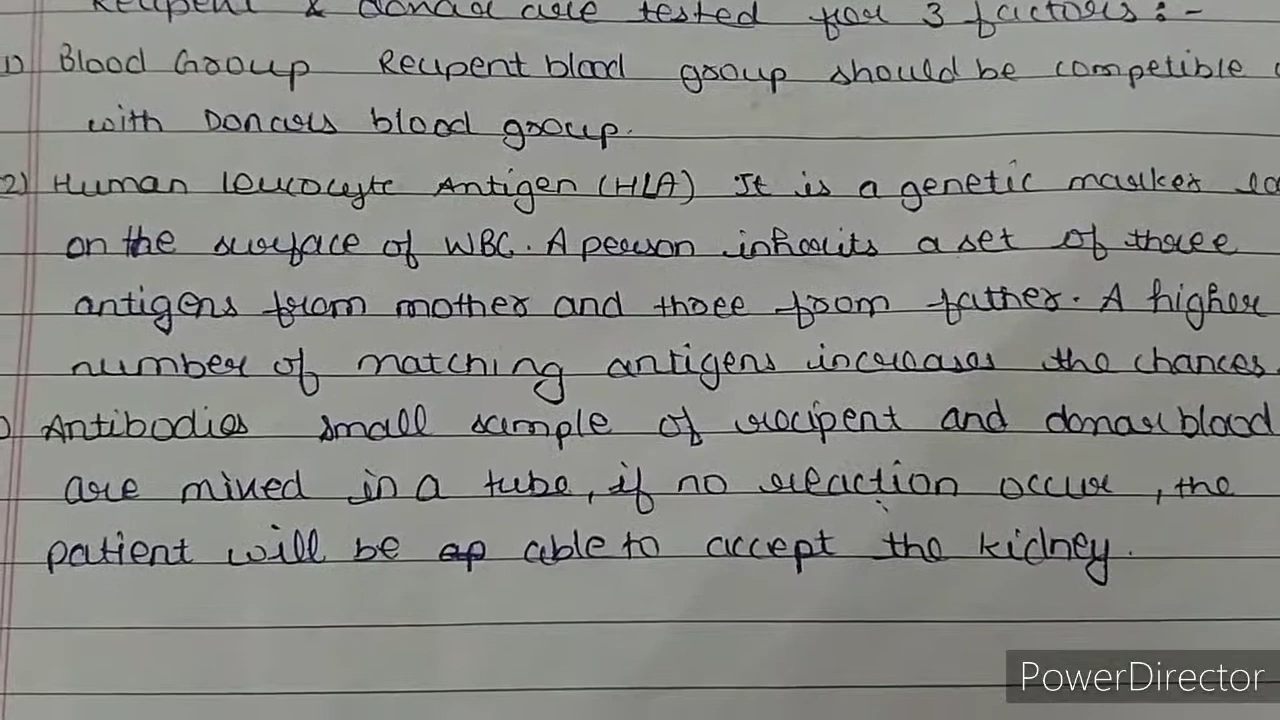 Recipent & donar are tested for 3 factors:-
1) Blood Group Recipent blood group should be competible
with Donars blood group.
2) Human leucocyte Antigen (HLA) It is a genetic marker lo
on the surface of WBC. A person inherits a set of three
antigens from mother and three from father. A higher
number of matching antigens increases the chances.
) Antibodies small sample of recipent and donar blood
are mixed in a tube, if no reaction occur, the
patient will be ap able to accept the kidney.
PowerDirector